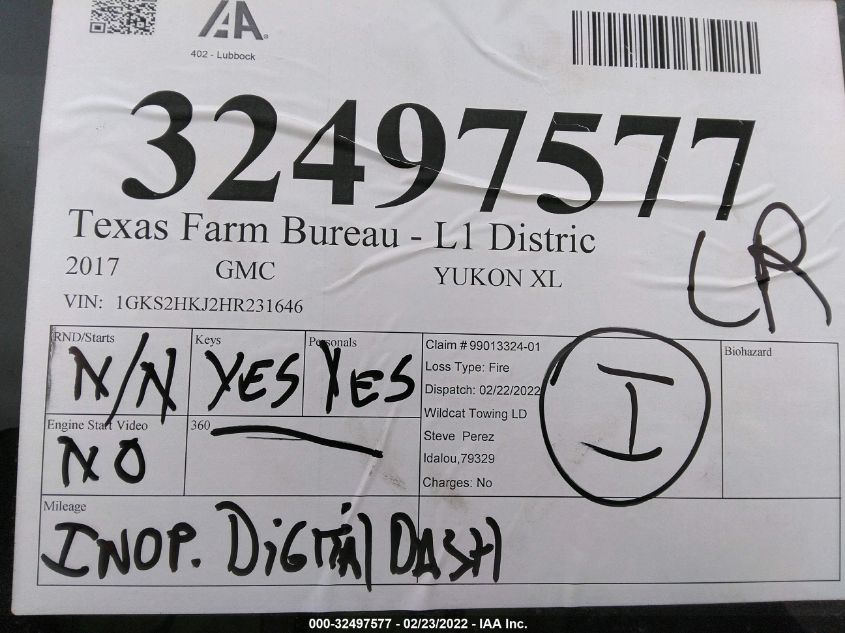 IAA
402 - Lubbock
32497577
Texas Farm Bureau - L1 Distric
2017 GMC YUKON XL
LR
VIN: 1GKS2HKJ2HR231646
RND/Starts
N/N
Keys
YES
Personals
YES
Claim # 99013324-01
Loss Type: Fire
Dispatch: 02/22/2022
Wildcat Towing LD
Steve Perez
Idalou,79329
Charges: No
I
Biohazard
Engine Start Video
NO
360
Mileage
INOP. DIGITAL DASH
000-32497577 - 02/23/2022 - IAA Inc.